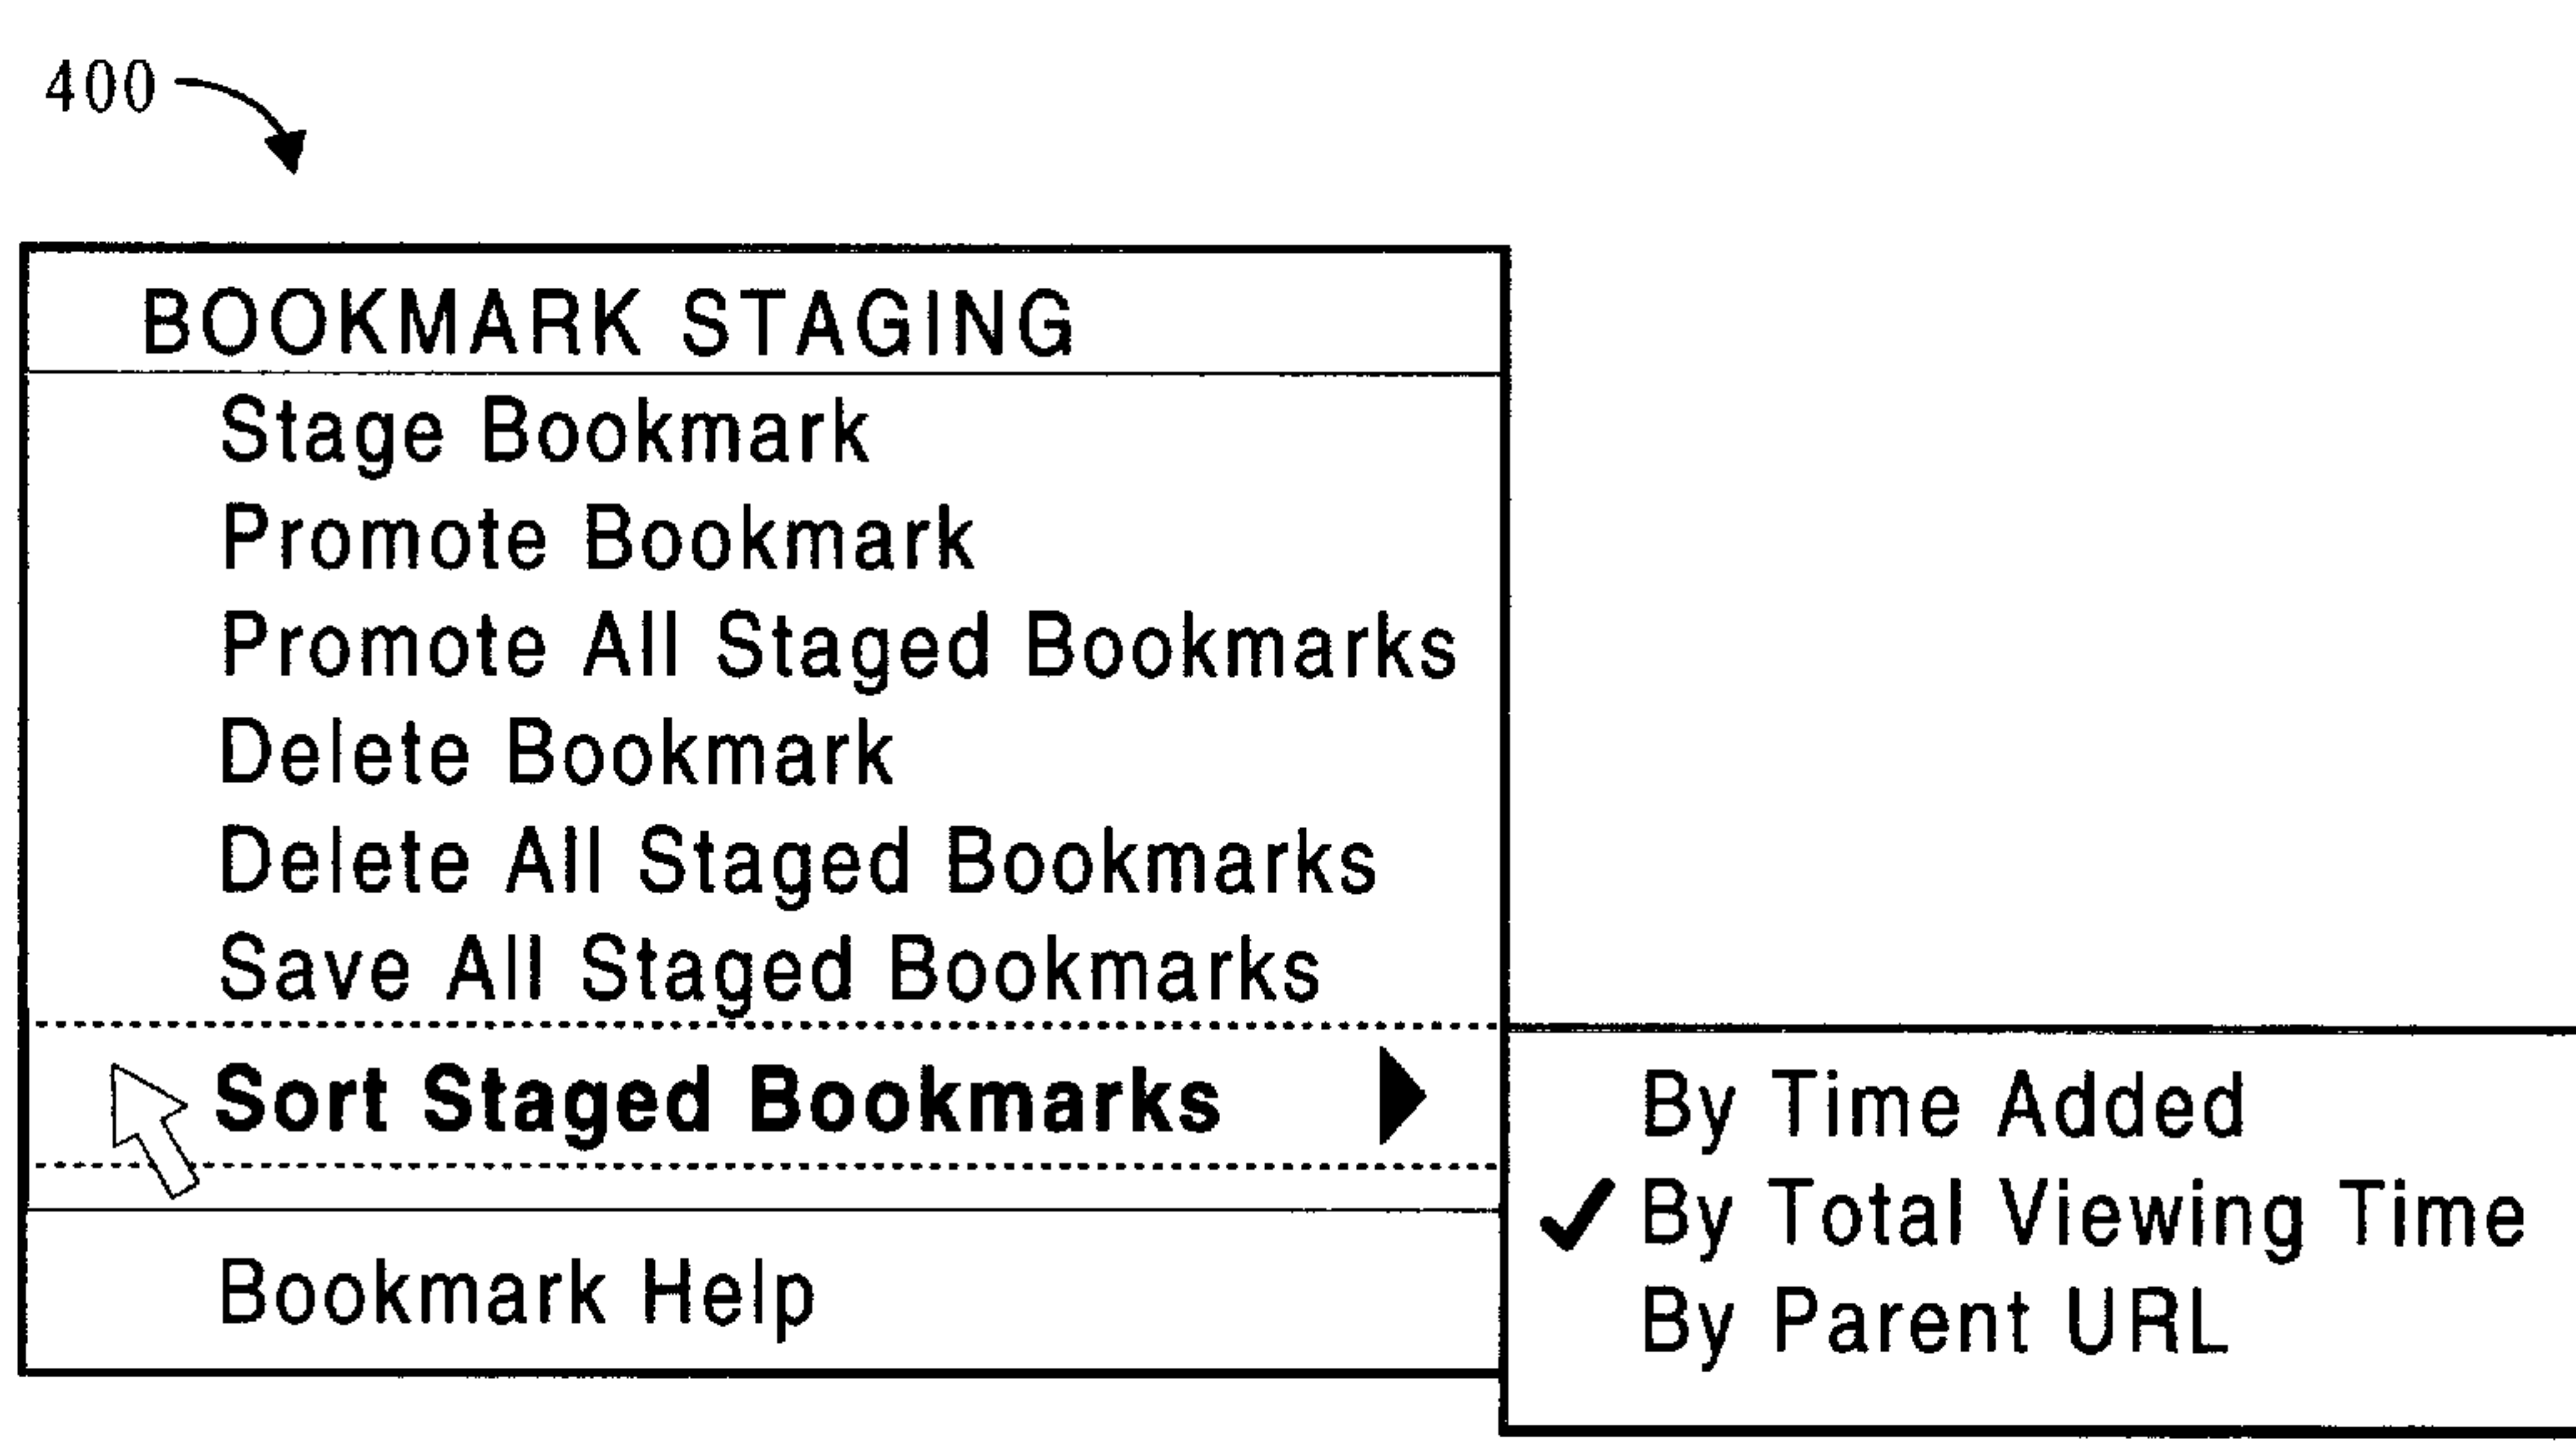 400
BOOKMARK STAGING
Stage Bookmark
Promote Bookmark
Promote All Staged Bookmarks
Delete Bookmark
Delete All Staged Bookmarks
Save All Staged Bookmarks
Sort Staged Bookmarks
By Time Added
By Total Viewing Time
By Parent URL
Bookmark Help